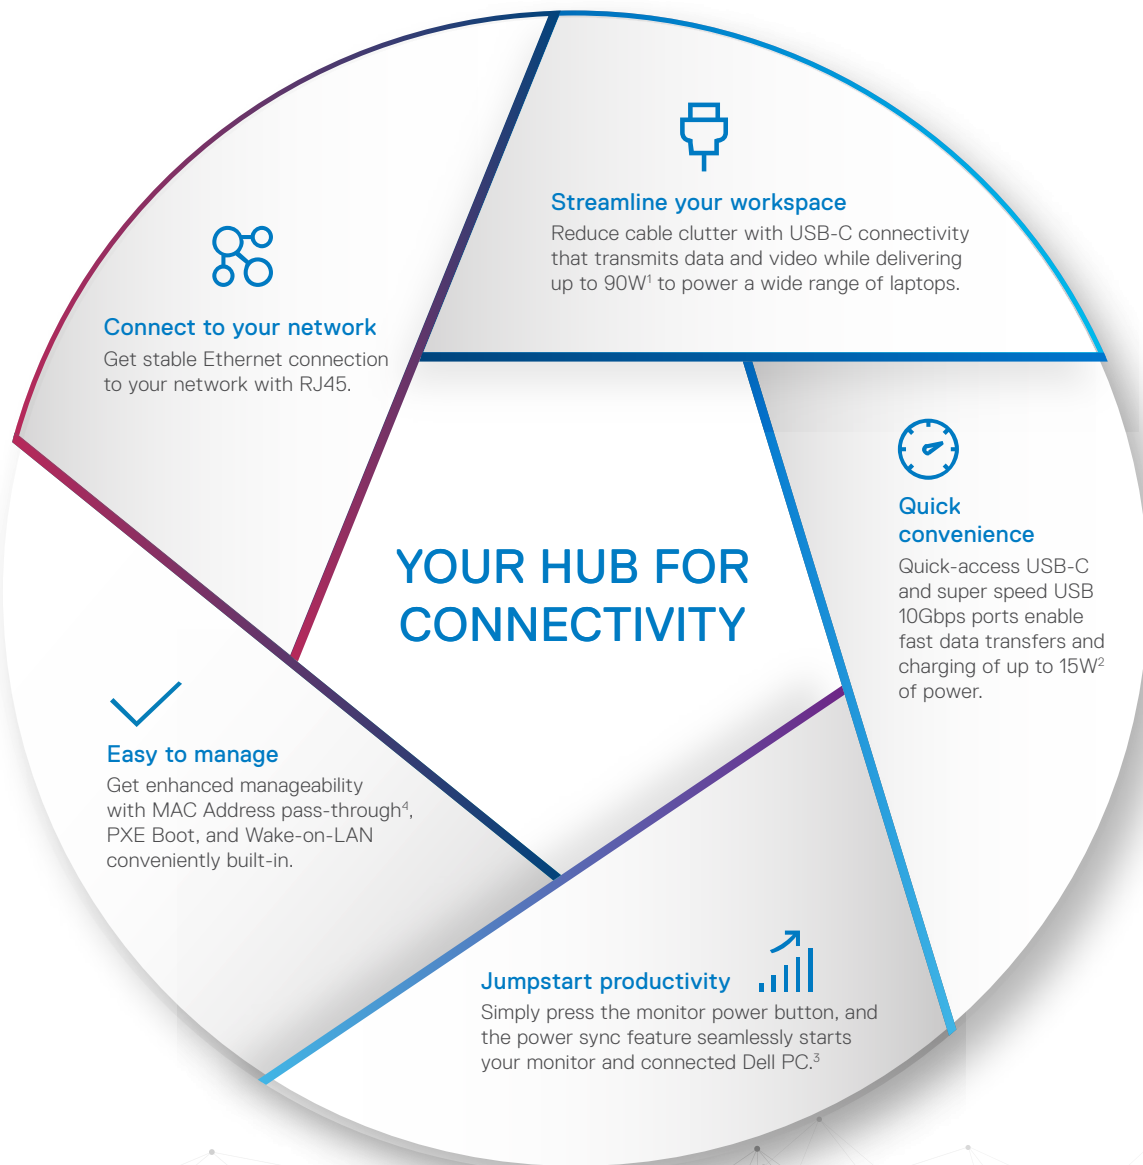 Streamline your workspace
Reduce cable clutter with USB-C connectivity
that transmits data and video while delivering
up to 90W¹ to power a wide range of laptops.
Connect to your network
Get stable Ethernet connection
to your network with RJ45.
Quick
convenience
Quick-access USB-C
and super speed USB
10Gbps ports enable
fast data transfers and
charging of up to 15W²
of power.
YOUR HUB FOR
CONNECTIVITY
Easy to manage
Get enhanced manageability
with MAC Address pass-through⁴,
PXE Boot, and Wake-on-LAN
conveniently built-in.
Jumpstart productivity
Simply press the monitor power button, and
the power sync feature seamlessly starts
your monitor and connected Dell PC.³